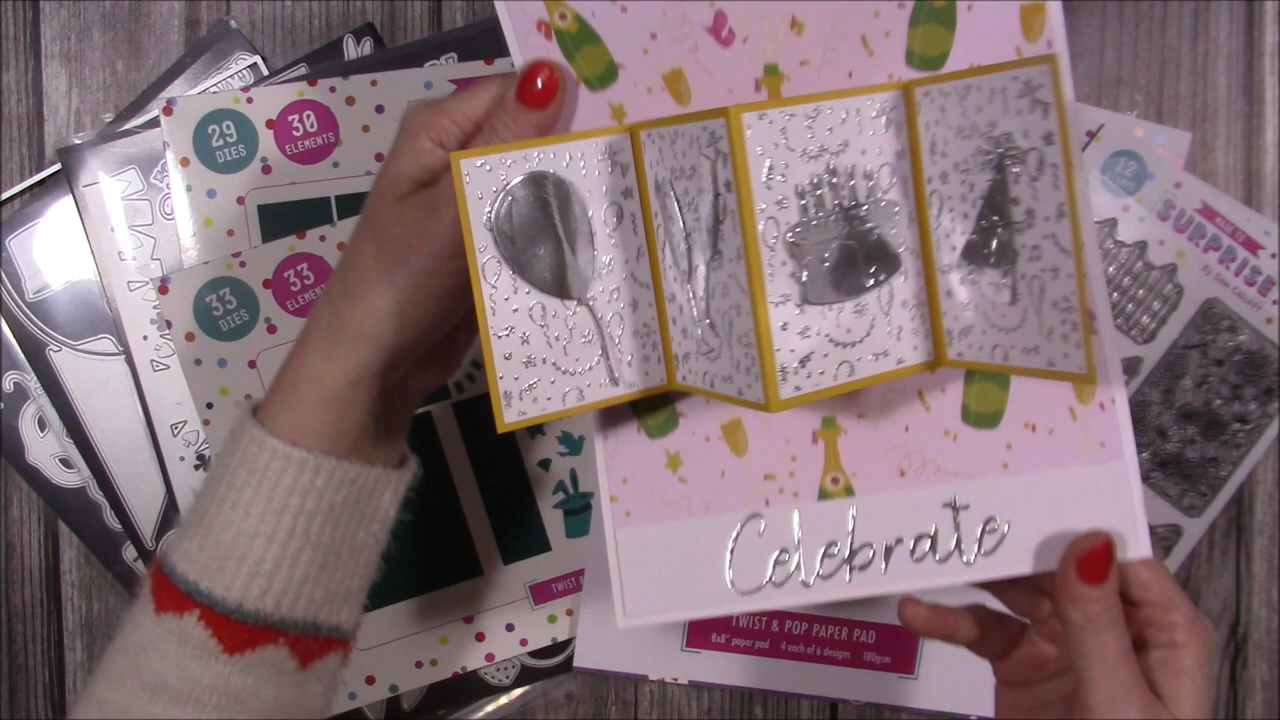 29
DIES
30
ELEMENTS
33
DIES
33
ELEMENTS
12
SURPRISE
Celebrate
TWIST &
TWIST & POP PAPER PAD
8x8" paper pad 4 each of 6 designs 180gsm